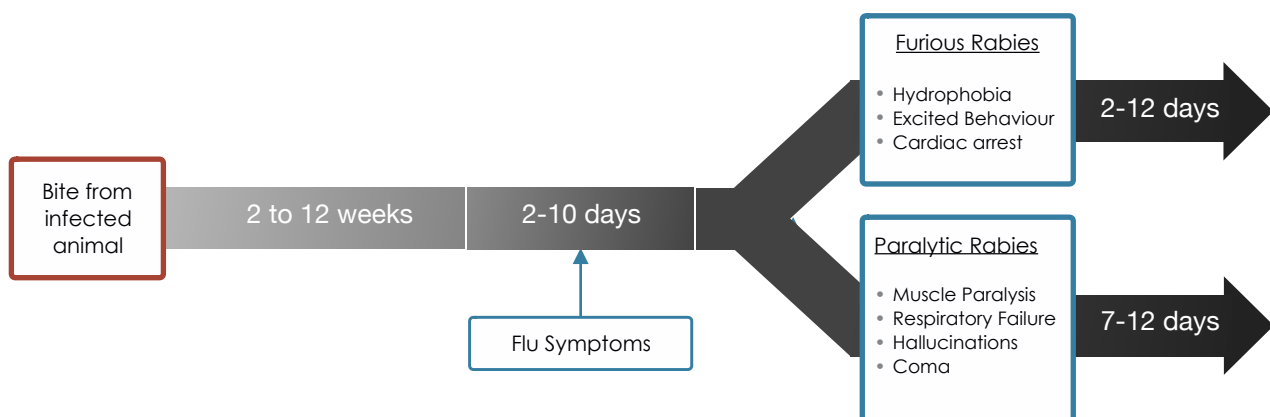 Bite from
infected
animal
2 to 12 weeks
2-10 days
Flu Symptoms
Furious Rabies
• Hydrophobia
• Excited Behaviour
• Cardiac arrest
2-12 days
Paralytic Rabies
• Muscle Paralysis
• Respiratory Failure
• Hallucinations
• Coma
7-12 days